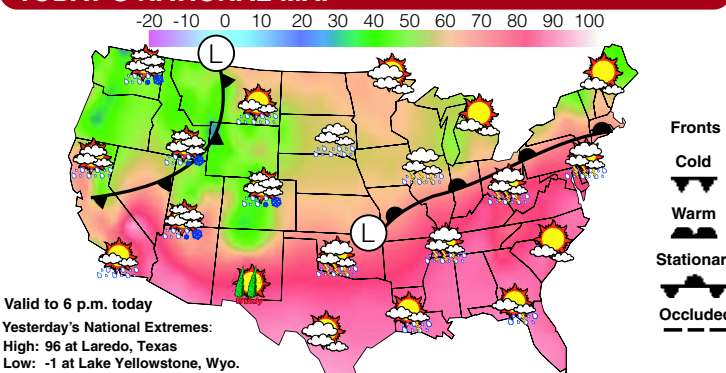 -20 -10 0 10 20 30 40 50 60 70 80 90 100
L
L
Fronts
Cold
Warm
Stationar
Occluded
Valid to 6 p.m. today
Yesterday's National Extremes:
High: 96 at Laredo, Texas
Low: -1 at Lake Yellowstone, Wyo.